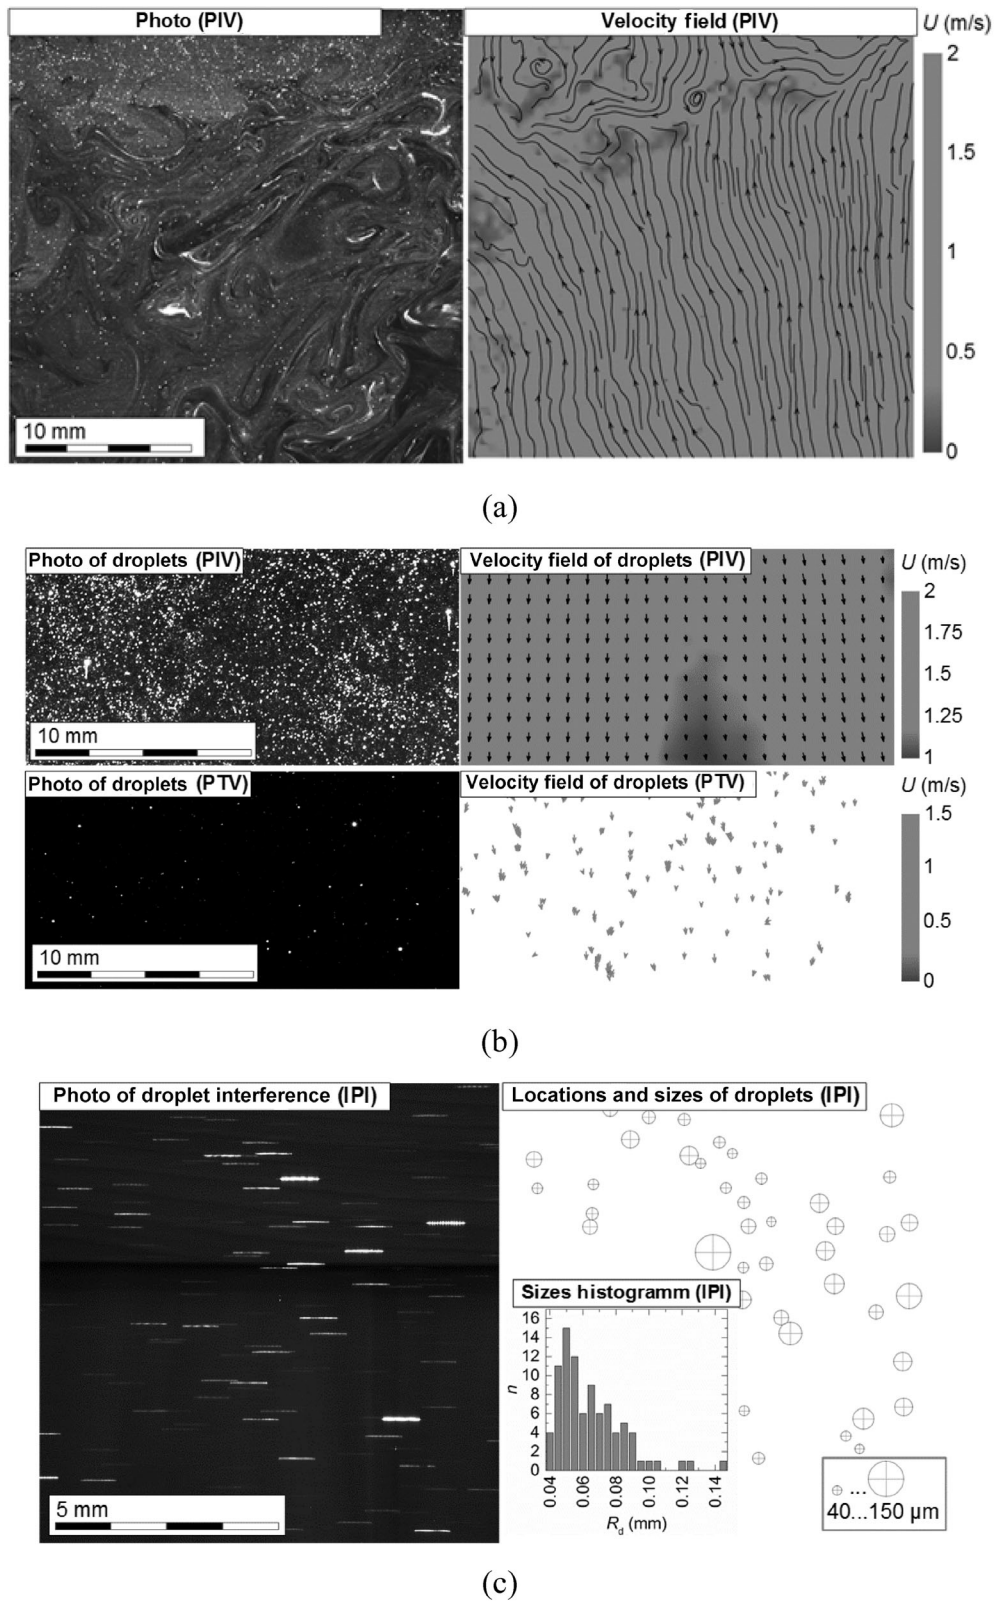 Photo (PIV)
Velocity field (PIV)
U (m/s)
2
1.5
1
0.5
0
10 mm
(a)
Photo of droplets (PIV)
Velocity field of droplets (PIV)
U (m/s)
2
1.75
1.5
1.25
1
10 mm
Photo of droplets (PTV)
Velocity field of droplets (PTV)
U (m/s)
1.5
1
0.5
0
10 mm
(b)
Photo of droplet interference (IPI)
Locations and sizes of droplets (IPI)
5 mm
Sizes histogramm (IPI)
16
14
12
10
8
6
4
2
0
n
0.04
0.06
0.08
0.10
0.12
0.14
Rd (mm)
...
40...150 µm
(c)